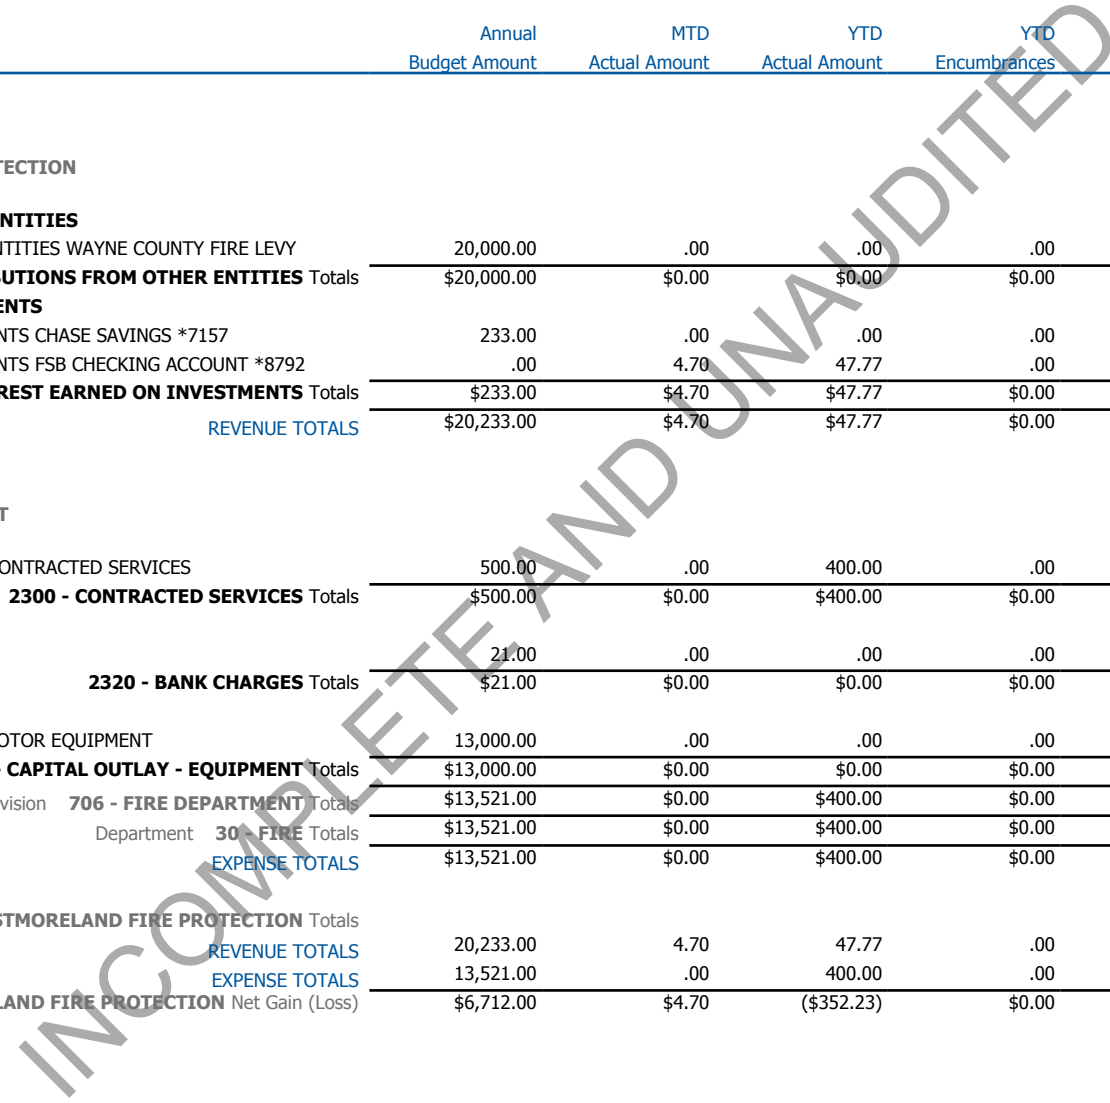 Annual MTD YTD YTD
Budget Amount Actual Amount Actual Amount Encumbrances
TECTION
NTITIES
NTITIES WAYNE COUNTY FIRE LEVY 20,000.00 .00 .00 .00
BUTIONS FROM OTHER ENTITIES Totals $20,000.00 $0.00 $0.00 $0.00
ENTS
NTS CHASE SAVINGS *7157 233.00 .00 .00 .00
NTS FSB CHECKING ACCOUNT *8792 .00 4.70 47.77 .00
REST EARNED ON INVESTMENTS Totals $233.00 $4.70 $47.77 $0.00
REVENUE TOTALS $20,233.00 $4.70 $47.77 $0.00
T
ONTRACTED SERVICES 500.00 .00 400.00 .00
2300 - CONTRACTED SERVICES Totals $500.00 $0.00 $400.00 $0.00
21.00 .00 .00 .00
2320 - BANK CHARGES Totals $21.00 $0.00 $0.00 $0.00
OTOR EQUIPMENT 13,000.00 .00 .00 .00
- CAPITAL OUTLAY - EQUIPMENT Totals $13,000.00 $0.00 $0.00 $0.00
vision 706 - FIRE DEPARTMENT Totals $13,521.00 $0.00 $400.00 $0.00
Department 30 - FIRE Totals $13,521.00 $0.00 $400.00 $0.00
EXPENSE TOTALS $13,521.00 $0.00 $400.00 $0.00
STMORELAND FIRE PROTECTION Totals
REVENUE TOTALS 20,233.00 4.70 47.77 .00
EXPENSE TOTALS 13,521.00 .00 400.00 .00
LAND FIRE PROTECTION Net Gain (Loss) $6,712.00 $4.70 ($352.23) $0.00
INCOMPLETE AND UNAUDITED